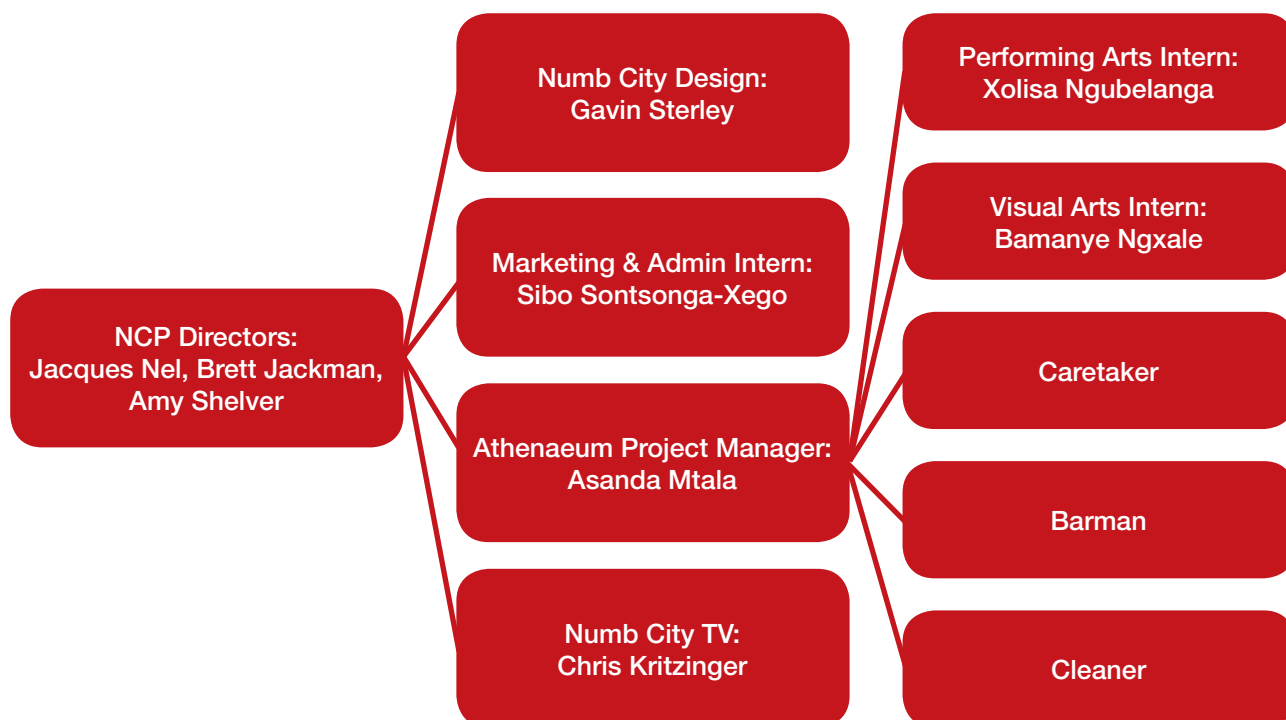 NCP Directors:
Jacques Nel, Brett Jackman,
Amy Shelver
Numb City Design:
Gavin Sterley
Marketing & Admin Intern:
Sibo Sontsonga-Xego
Athenaeum Project Manager:
Asanda Mtala
Numb City TV:
Chris Kritzinger
Performing Arts Intern:
Xolisa Ngubelanga
Visual Arts Intern:
Bamanye Ngxale
Caretaker
Barman
Cleaner